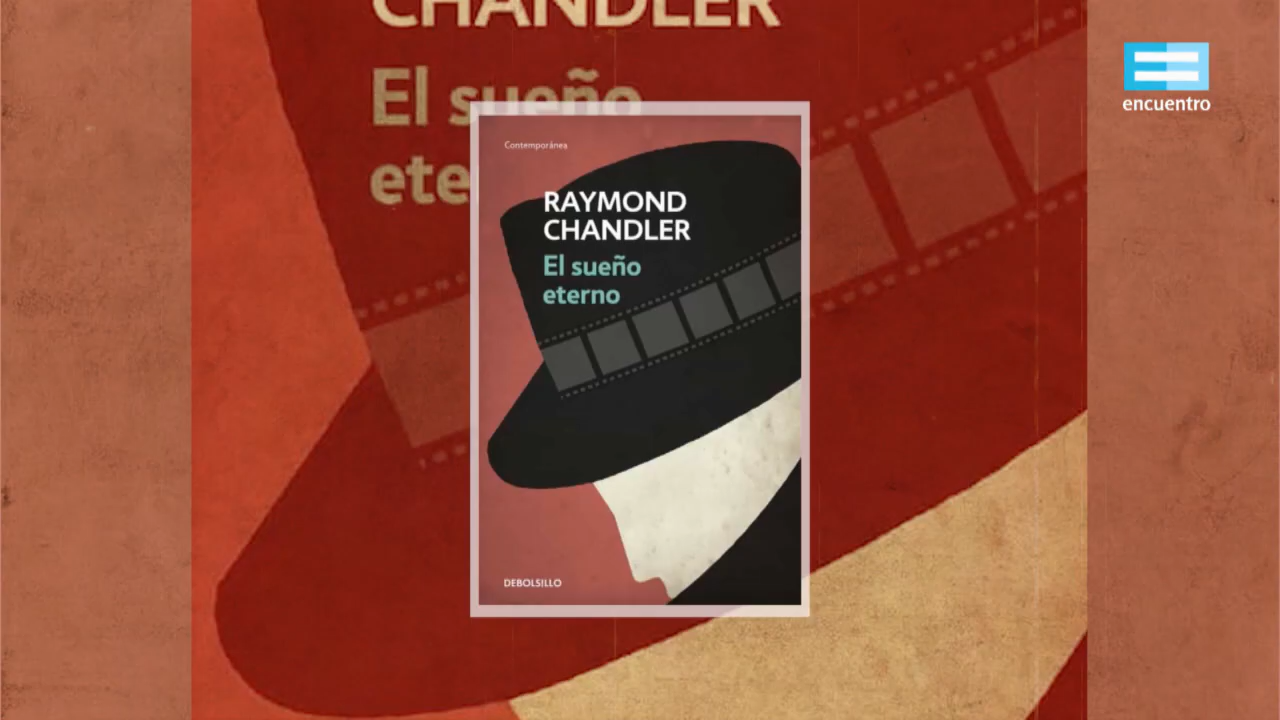 CHANDLER
El sueño
ete
encuentro
Contemporánea
RAYMOND
CHANDLER
El sueño
eterno
DEBOLSILLO